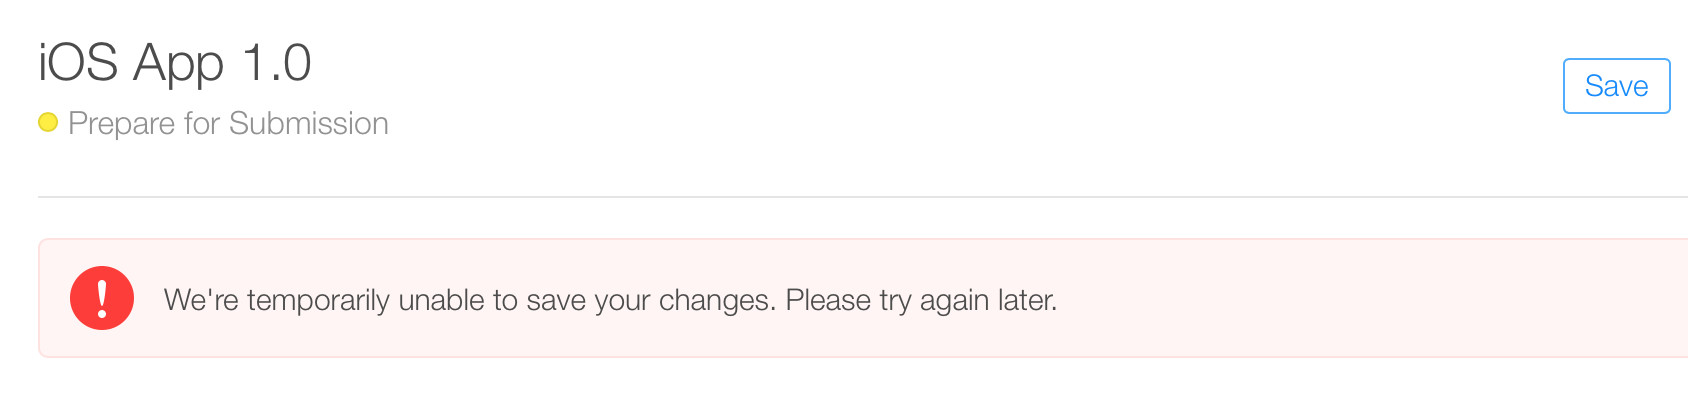 iOS App 1.0
Save
Prepare for Submission
We're temporarily unable to save your changes. Please try again later.